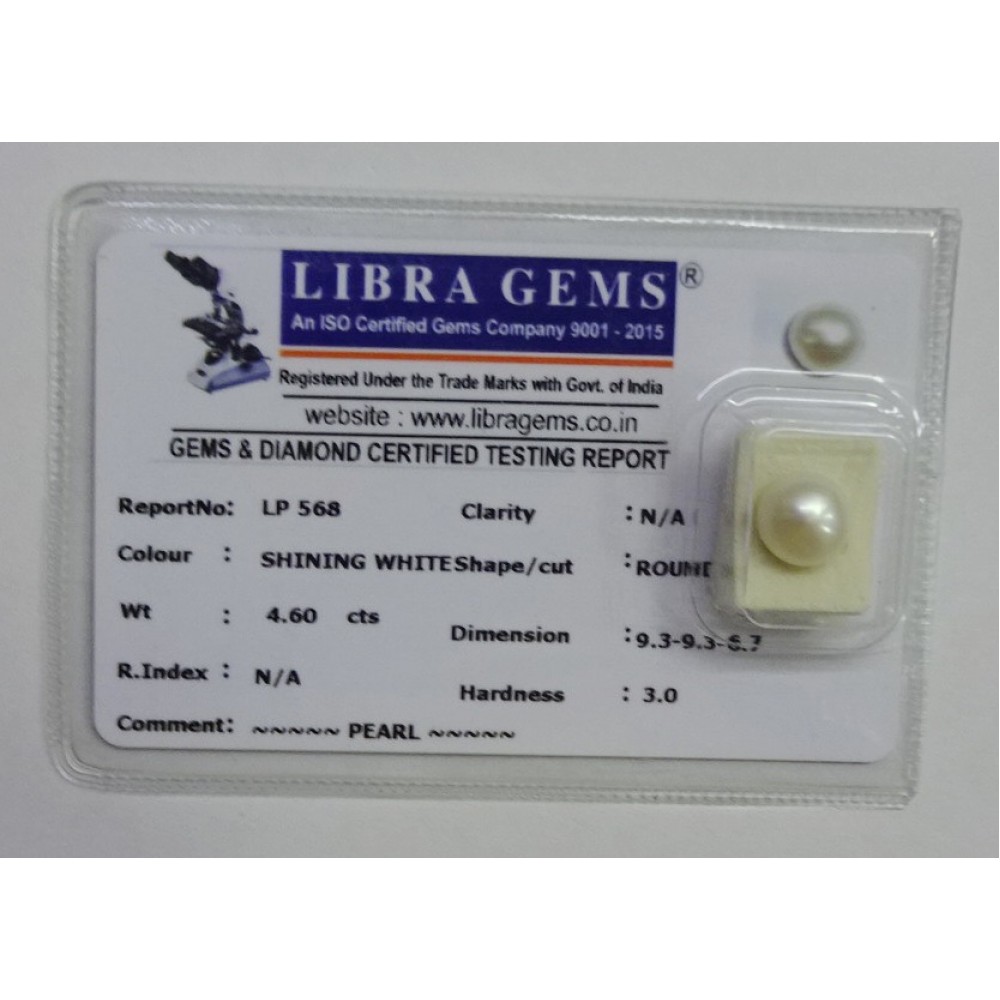 LIBRA GEMS ®
An ISO Certified Gems Company 9001 - 2015
Registered Under the Trade Marks with Govt. of India
website : www.libragems.co.in
GEMS & DIAMOND CERTIFIED TESTING REPORT
ReportNo: LP 568 Clarity : N/A
Colour : SHINING WHITE Shape/cut : ROUND
Wt : 4.60 cts Dimension : 9.3-9.3-6.7
R.Index : N/A Hardness : 3.0
Comment: ~~~~~ PEARL ~~~~~